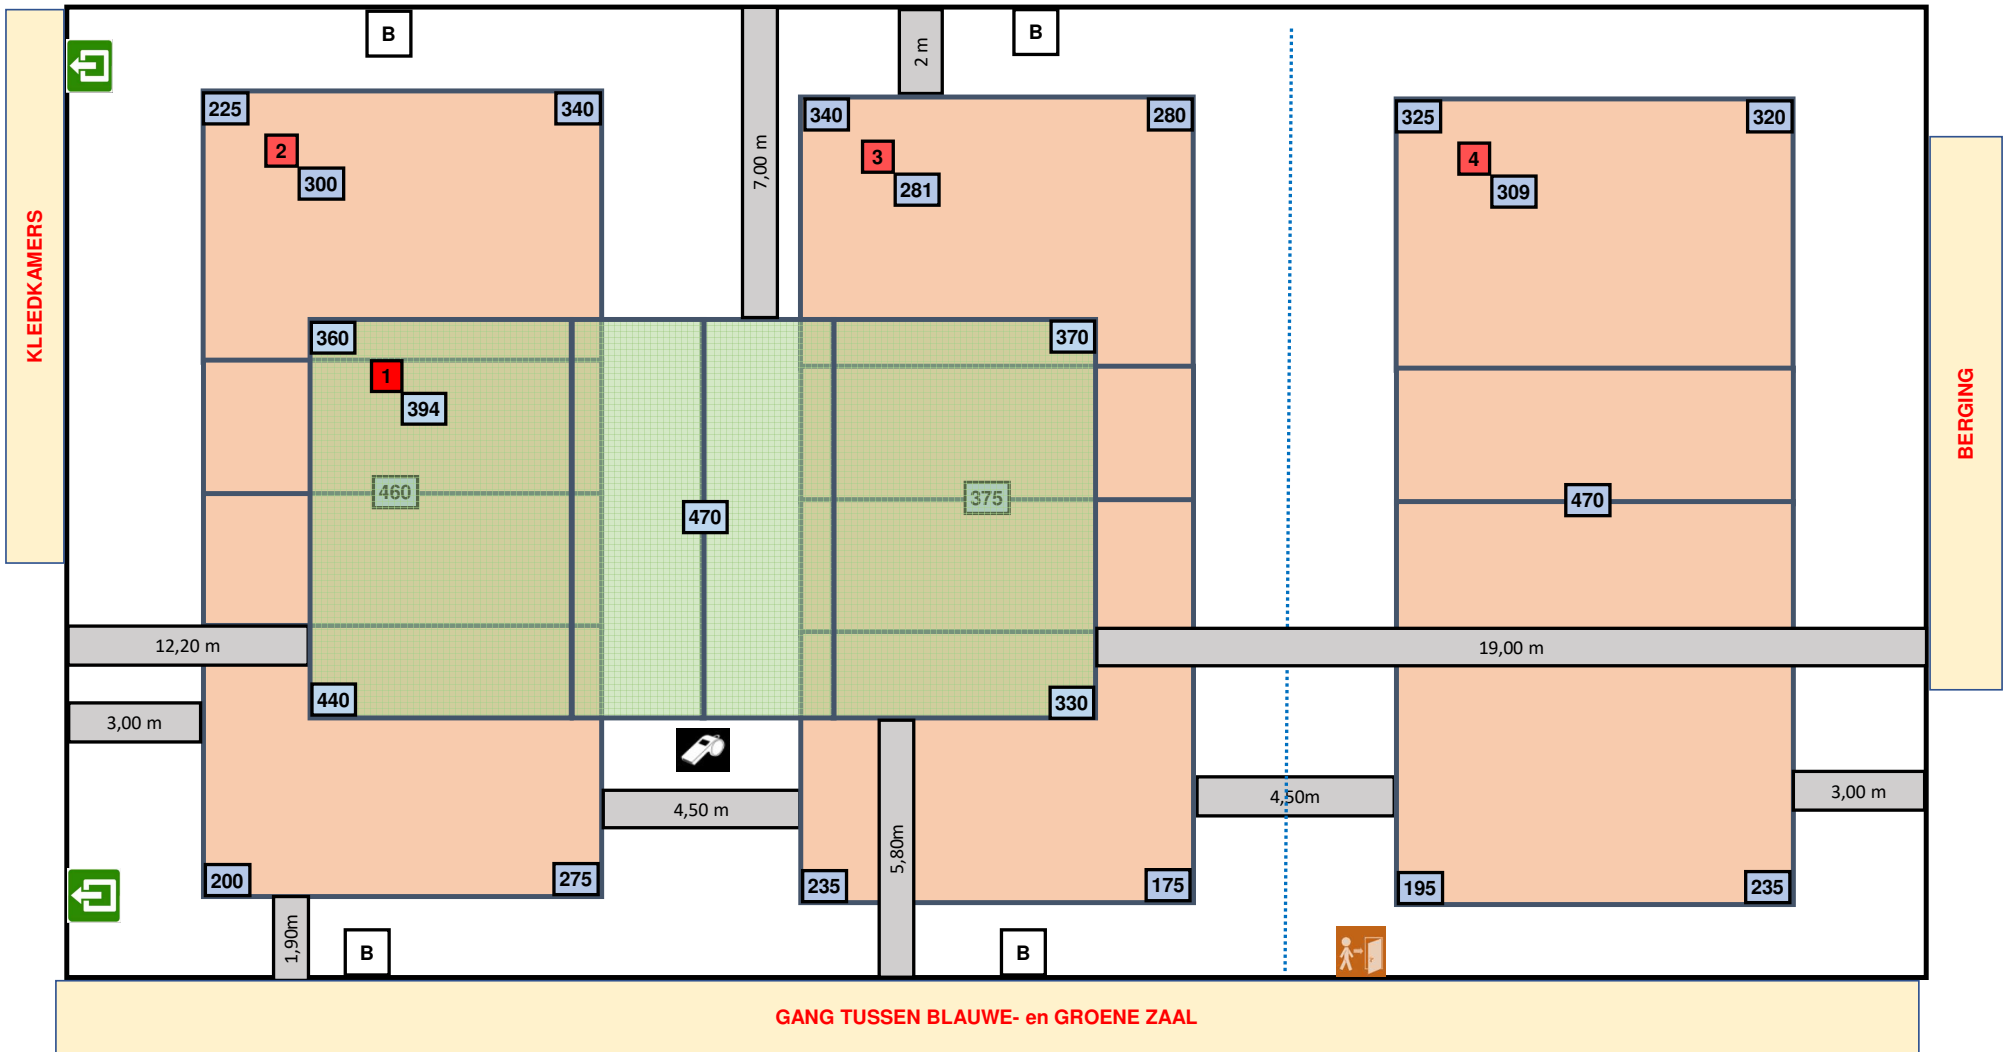 B
B
2 m
225
340
340
280
325
320
2
300
3
281
4
309
7,00 m
KLEEDKAMERS
360
370
1
394
BERGING
460
470
375
470
12,20 m
19,00 m
440
330
3,00 m
4,50 m
5,80m
4,50m
3,00 m
200
275
235
175
195
235
1,90m
B
B
GANG TUSSEN BLAUWE- en GROENE ZAAL